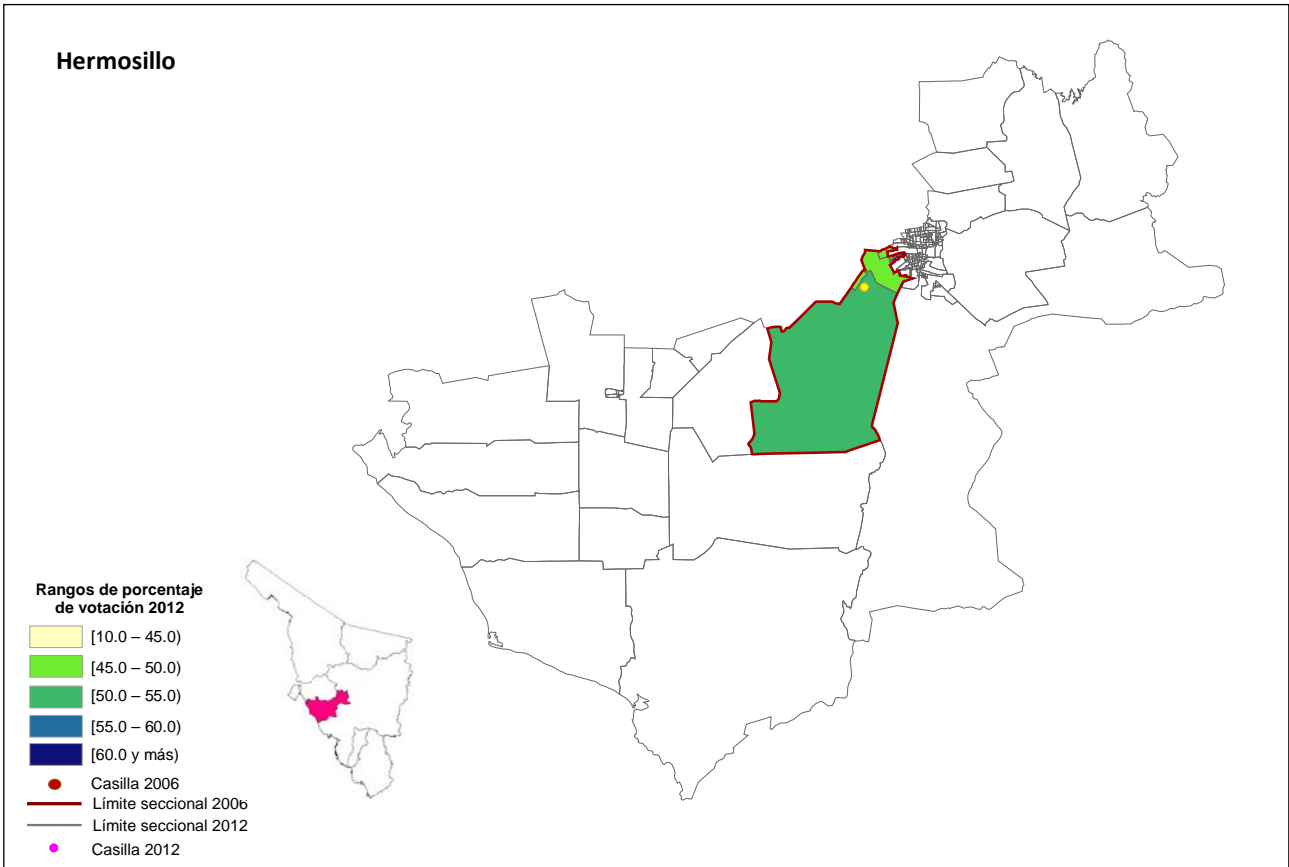 Hermosillo
Rangos de porcentaje
de votación 2012
[10.0 – 45.0)
[45.0 – 50.0)
[50.0 – 55.0)
[55.0 – 60.0)
[60.0 y más)
Casilla 2006
Límite seccional 2006
Límite seccional 2012
Casilla 2012